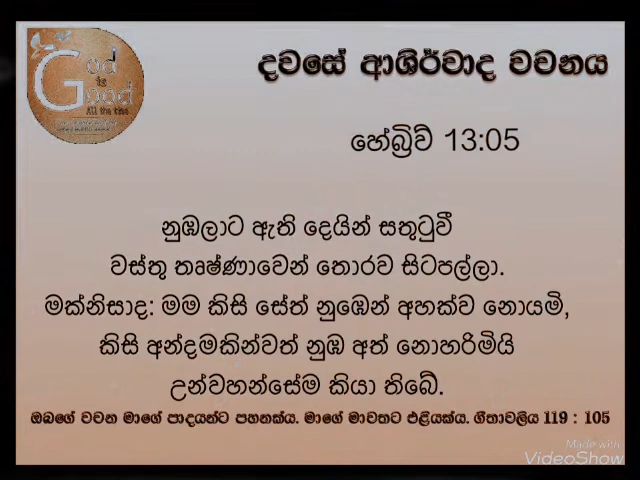 God
is
Good
All the time
දවසේ ආශිර්වාද වචනය
හේබ්‍රිව් 13:05
නුඹලාට ඇති දෙයින් සතුටුවී
වස්තු තෘෂ්ණාවෙන් තොරව සිටපල්ලා.
මක්නිසාද: මම කිසි සේත් නුඹෙන් අහක්ව නොයමි,
කිසි අන්දමකින්වත් නුඹ අත් නොහරිමියි
උන්වහන්සේම කියා තිබේ.
ඔබගේ වචන මාගේ පාදයන්ට පහනක්ය. මාගේ මාවතට එළියක්ය. ගීතාවලිය 119 : 105
Made with
VideoShow